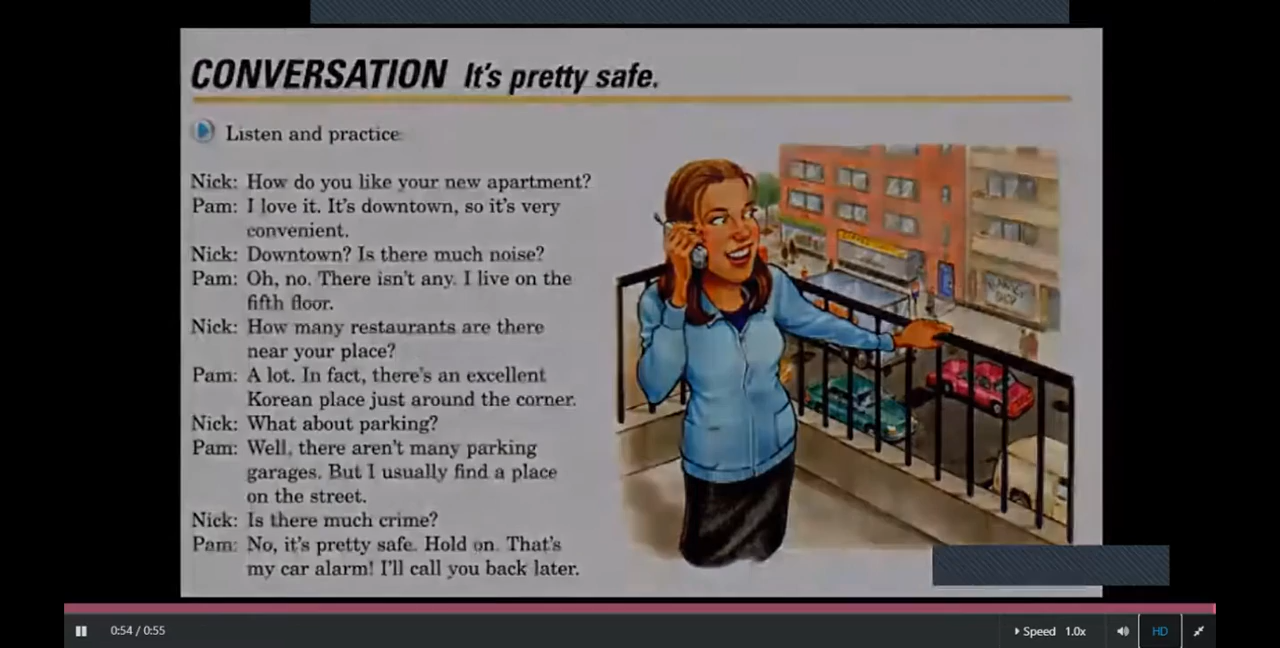 CONVERSATION It's pretty safe.
Listen and practice
Nick: How do you like your new apartment?
Pam: I love it. It's downtown, so it's very
convenient.
Nick: Downtown? Is there much noise?
Pam: Oh, no. There isn't any. I live on the
fifth floor.
Nick: How many restaurants are there
near your place?
Pam: A lot. In fact, there's an excellent
Korean place just around the corner.
Nick: What about parking?
Pam: Well, there aren't many parking
garages. But I usually find a place
on the street.
Nick: Is there much crime?
Pam: No, it's pretty safe. Hold on. That's
my car alarm! I'll call you back later.
0:54 / 0:55
Speed 1.0x
HD